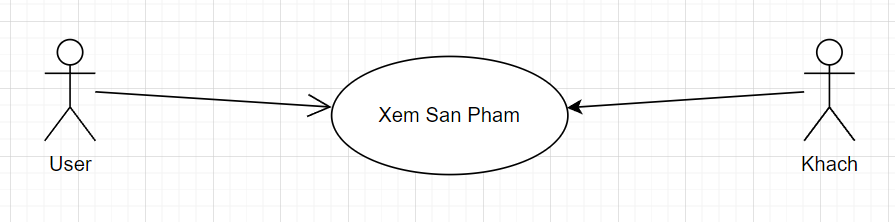 Xem San Pham
User
Khach